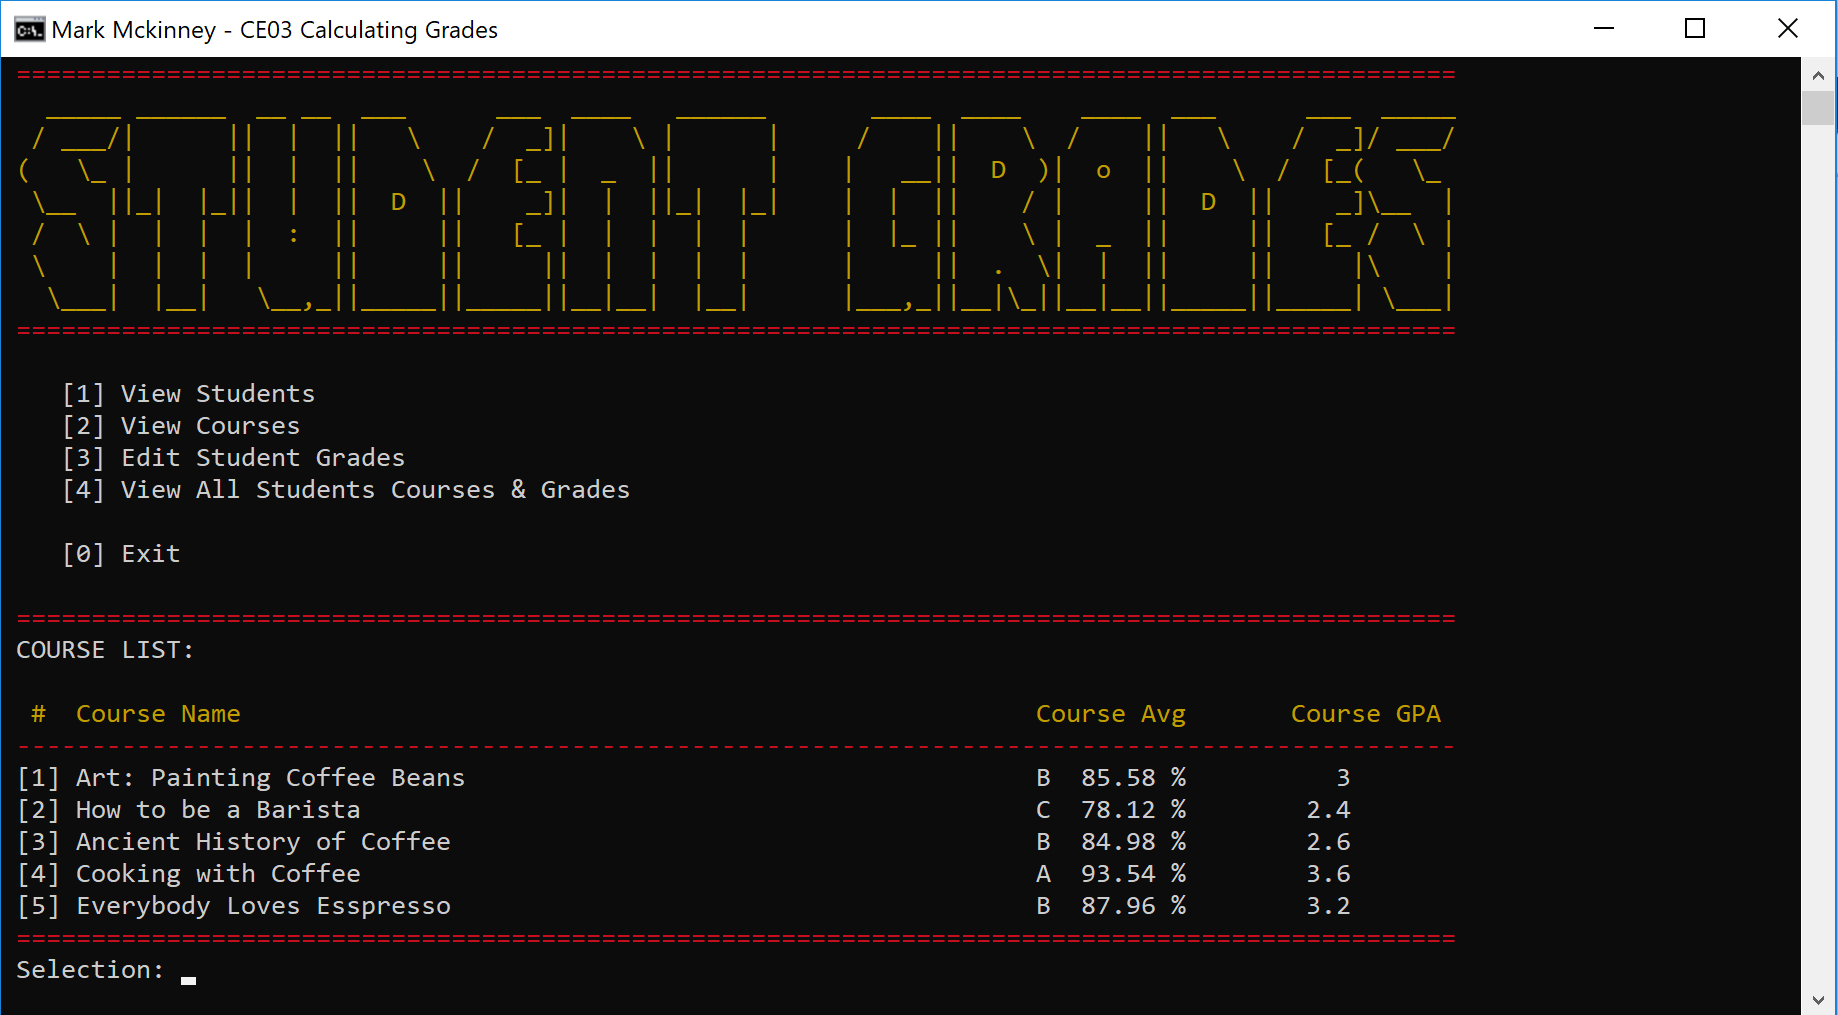 Mark Mckinney - CE03 Calculating Grades
STUDENT GRADES
[1] View Students
[2] View Courses
[3] Edit Student Grades
[4] View All Students Courses & Grades
[0] Exit
COURSE LIST:
# Course Name Course Avg Course GPA
[1] Art: Painting Coffee Beans B 85.58 % 3
[2] How to be a Barista C 78.12 % 2.4
[3] Ancient History of Coffee B 84.98 % 2.6
[4] Cooking with Coffee A 93.54 % 3.6
[5] Everybody Loves Esspresso B 87.96 % 3.2
Selection: